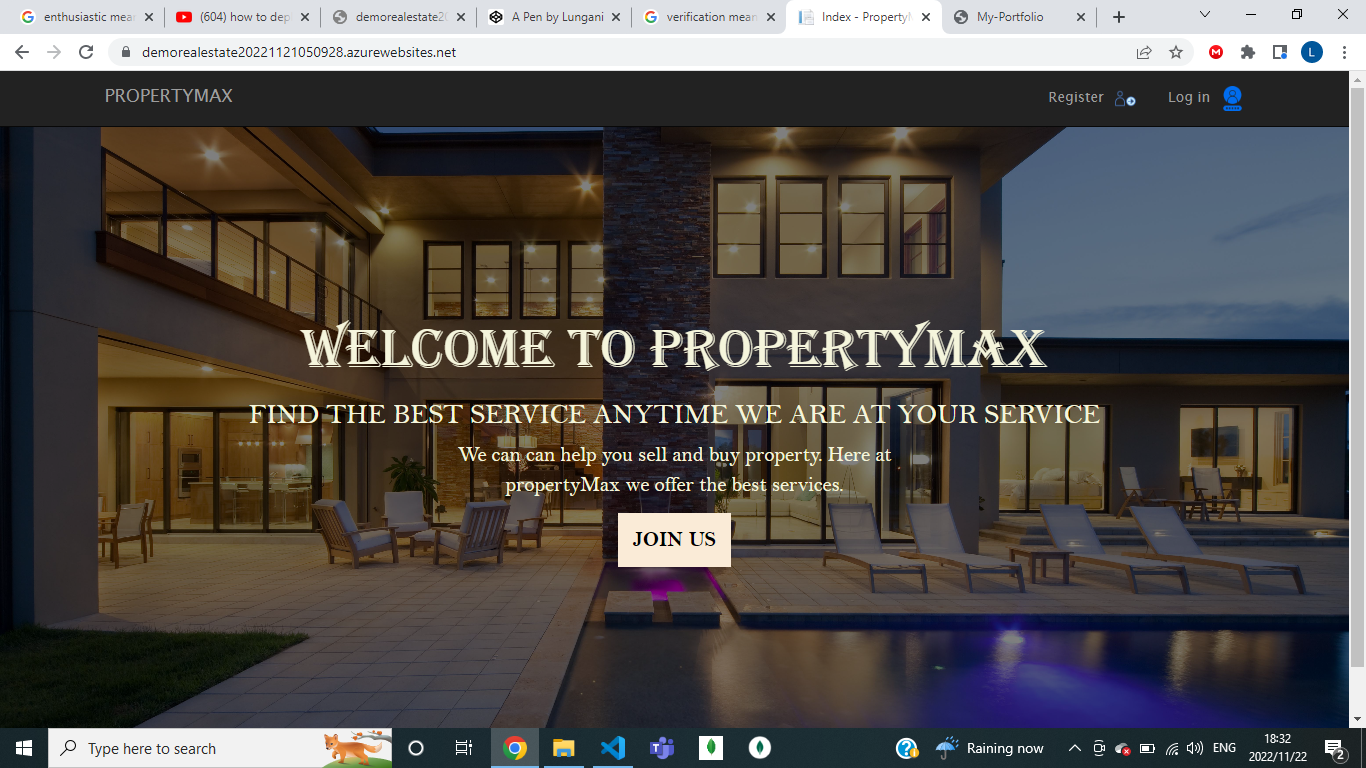 enthusiastic mea
(604) how to dep
demorealestate20
A Pen by Lungani
verification mean
Index - PropertyM
My-Portfolio
demorealestate20221121050928.azurewebsites.net
L
PROPERTYMAX
Register
Log in
WELCOME TO PROPERTYMAX
FIND THE BEST SERVICE ANYTIME WE ARE AT YOUR SERVICE
We can can help you sell and buy property. Here at
propertyMax we offer the best services.
JOIN US
Type here to search
Raining now
ENG
18:32
2022/11/22
2